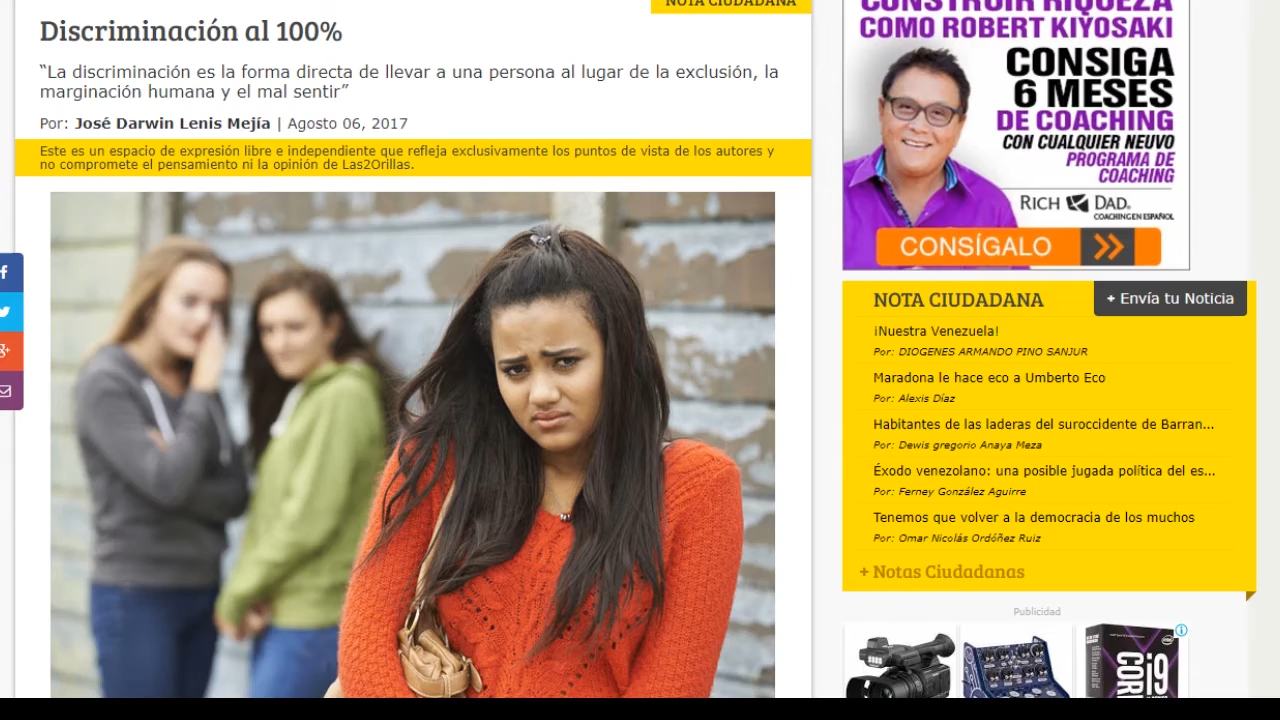 NOTA CIUDADANA
Discriminación al 100%
“La discriminación es la forma directa de llevar a una persona al lugar de la exclusión, la
marginación humana y el mal sentir”
Por: José Darwin Lenis Mejía | Agosto 06, 2017
Este es un espacio de expresión libre e independiente que refleja exclusivamente los puntos de vista de los autores y
no compromete el pensamiento ni la opinión de Las2Orillas.
CONSTRUIR RIQUEZA
COMO ROBERT KIYOSAKI
CONSIGA
6 MESES
DE COACHING
CON CUALQUIER NUEVO
PROGRAMA DE
COACHING
RICH DAD.
COACHING EN ESPAÑOL
CONSÍGALO
NOTA CIUDADANA
+ Envía tu Noticia
¡Nuestra Venezuela!
Por: DIOGENES ARMANDO PINO SANJUR
Maradona le hace eco a Umberto Eco
Por: Alexis Díaz
Habitantes de las laderas del suroccidente de Barran...
Por: Dewis gregorio Anaya Meza
Éxodo venezolano: una posible jugada política del es...
Por: Ferney González Aguirre
Tenemos que volver a la democracia de los muchos
Por: Omar Nicolás Ordóñez Ruiz
+ Notas Ciudadanas
Publicidad
CORE i9